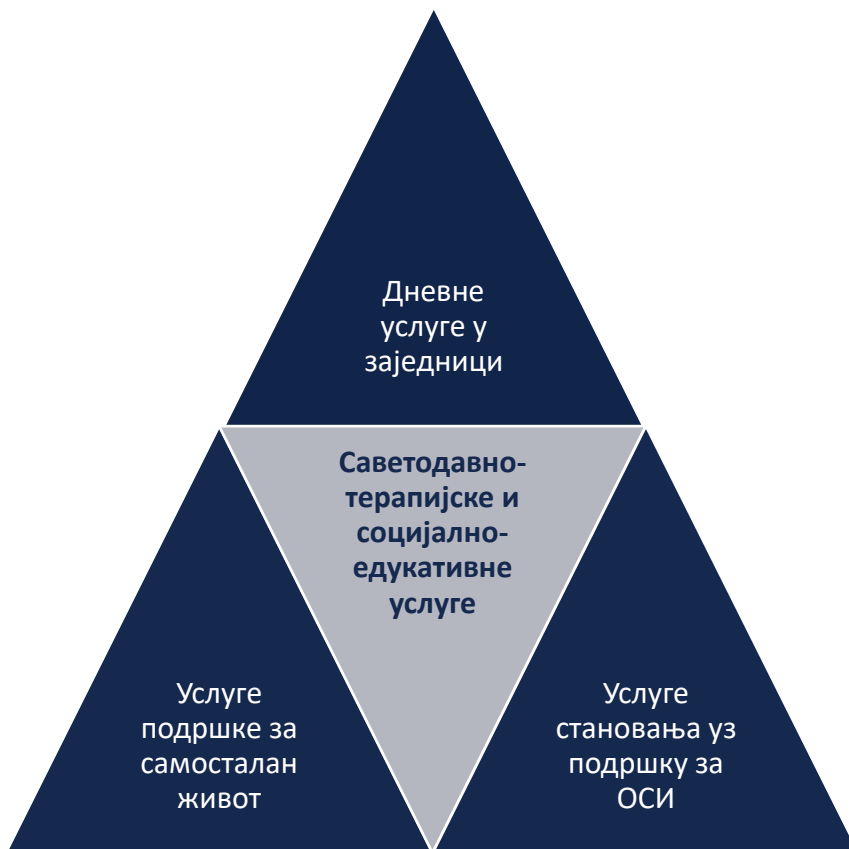 Дневне
услуге у
заједници
Саветодавно-
терапијске и
социјално-
едукативне
услуге
Услуге
подршке за
самосталан
живот
Услуге
становања уз
подршку за
ОСИ